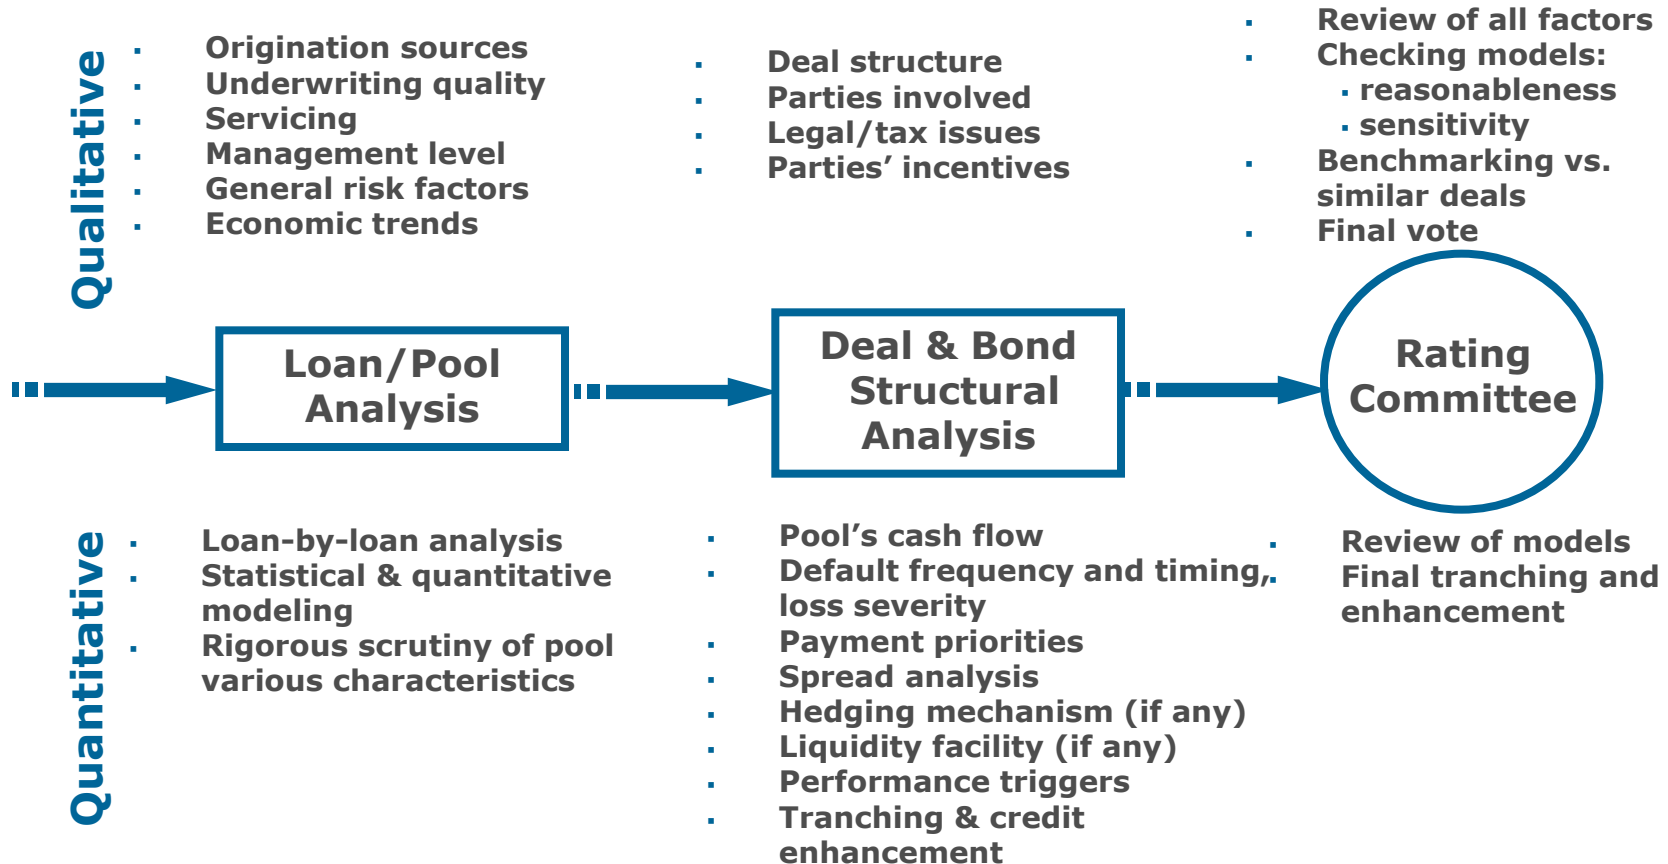 Qualitative
· Origination sources
· Underwriting quality
· Servicing
· Management level
· General risk factors
· Economic trends
· Deal structure
· Parties involved
· Legal/tax issues
· Parties’ incentives
· Review of all factors
· Checking models:
· reasonableness
· sensitivity
· Benchmarking vs.
similar deals
· Final vote
Loan/Pool
Analysis
Deal & Bond
Structural
Analysis
Rating
Committee
Quantitative
· Loan-by-loan analysis
· Statistical & quantitative
modeling
· Rigorous scrutiny of pool
various characteristics
· Pool’s cash flow
· Default frequency and timing,
loss severity
· Payment priorities
· Spread analysis
· Hedging mechanism (if any)
· Liquidity facility (if any)
· Performance triggers
· Tranching & credit
enhancement
· Review of models
· Final tranching and
enhancement